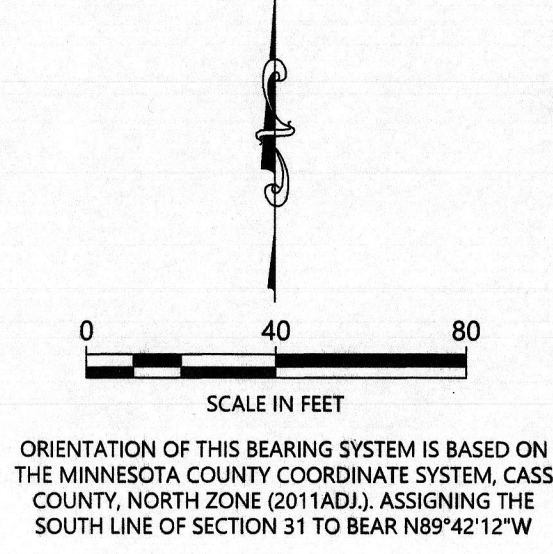 0 40 80
SCALE IN FEET
ORIENTATION OF THIS BEARING SYSTEM IS BASED ON
THE MINNESOTA COUNTY COORDINATE SYSTEM, CASS
COUNTY, NORTH ZONE (2011ADJ.). ASSIGNING THE
SOUTH LINE OF SECTION 31 TO BEAR N89°42'12"W